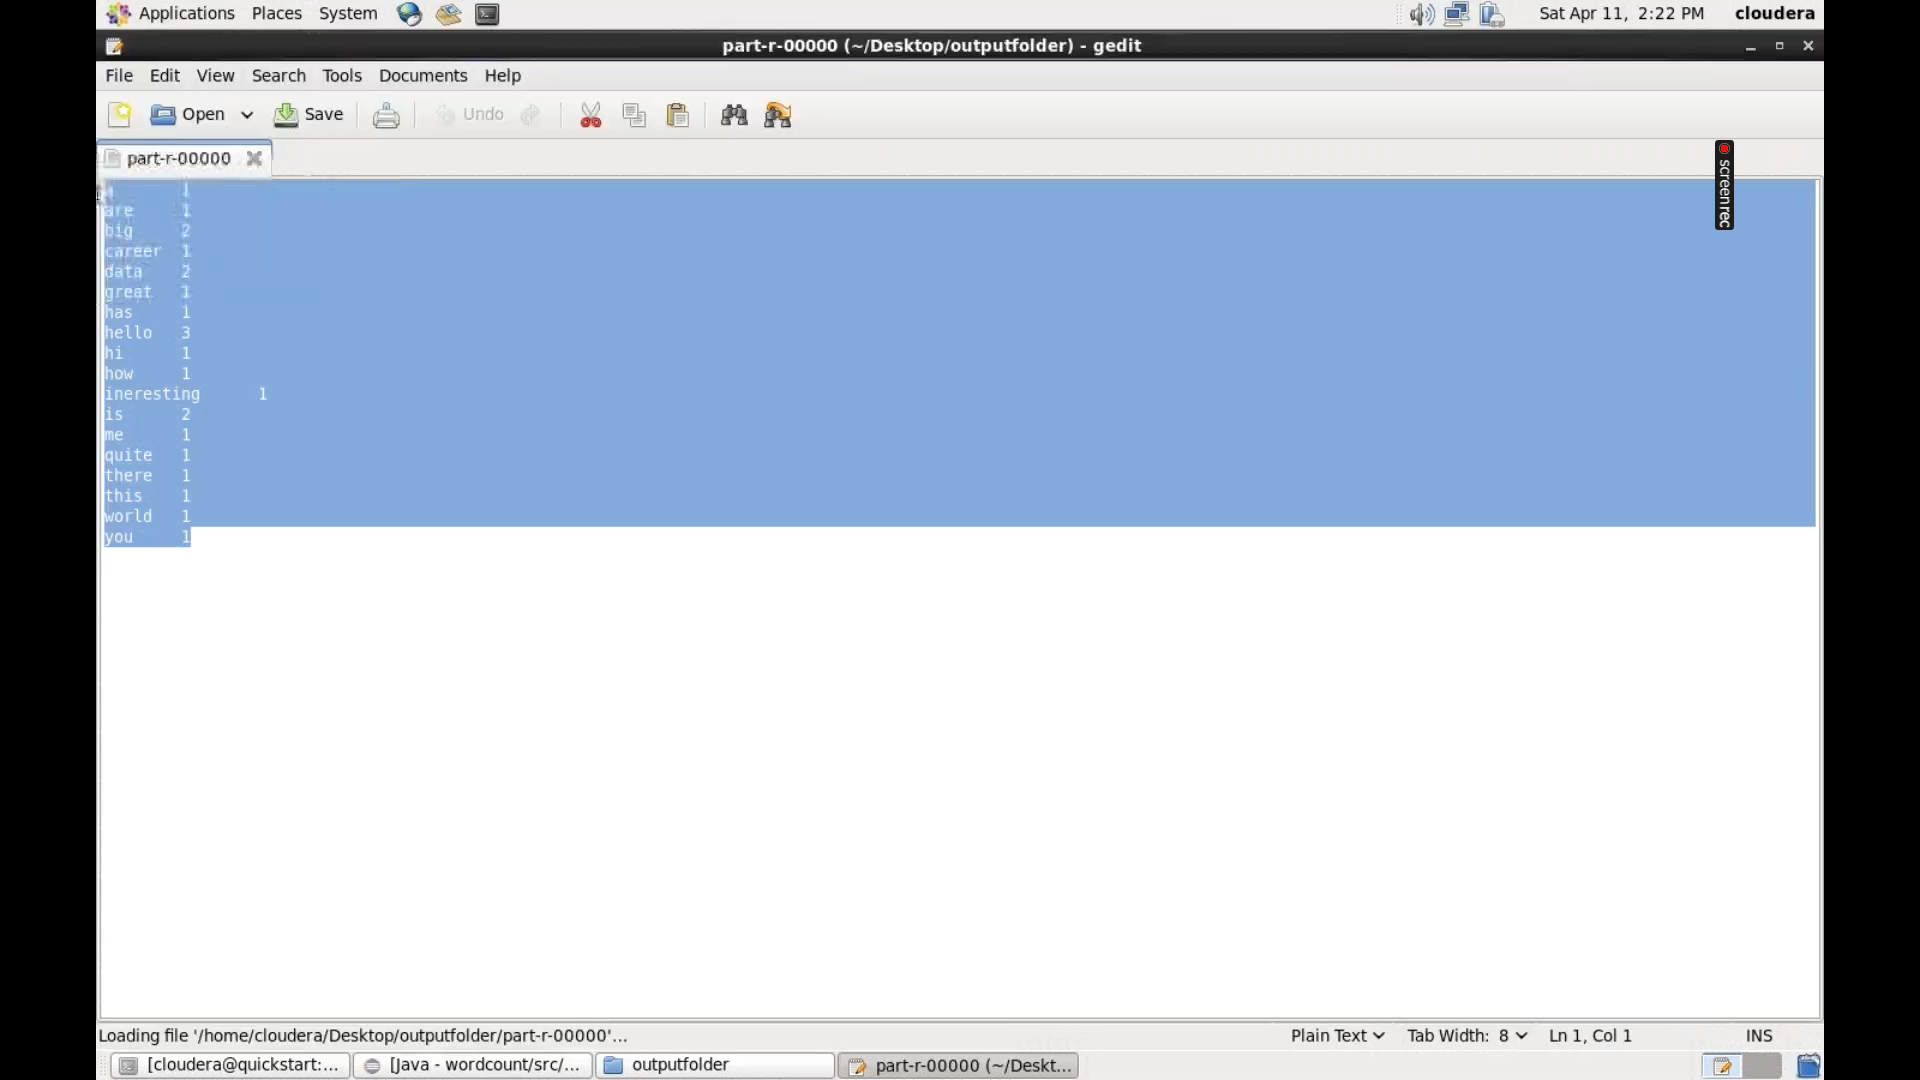 Applications Places System Sat Apr 11, 2:22 PM cloudera
part-r-00000 (~/Desktop/outputfolder) - gedit
File Edit View Search Tools Documents Help
Open Save Undo
part-r-00000
screenrec
1
are 1
big 2
career 1
data 2
great 1
has 1
hello 3
hi 1
how 1
ineresting 1
is 2
me 1
quite 1
there 1
this 1
world 1
you 1
Loading file '/home/cloudera/Desktop/outputfolder/part-r-00000'... Plain Text Tab Width: 8 Ln 1, Col 1 INS
[cloudera@quickstart:... [Java - wordcount/src/... outputfolder part-r-00000 (~/Deskt...